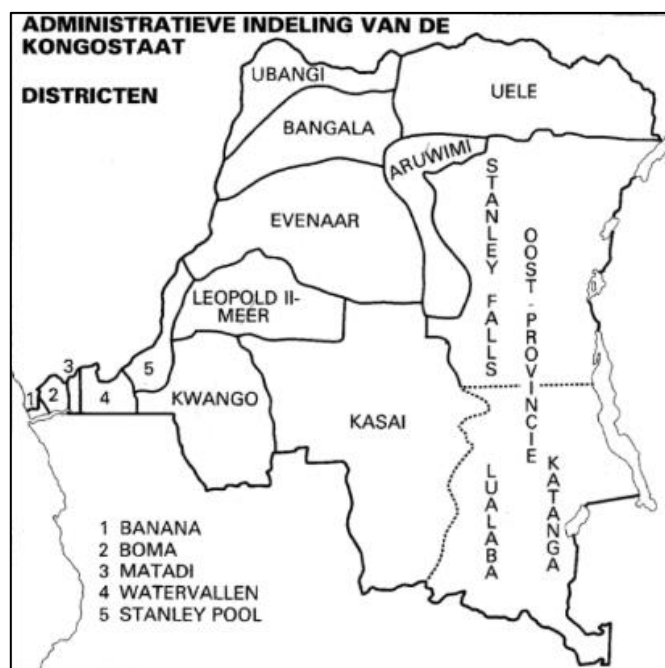 ADMINISTRATIEVE INDELING VAN DE
KONGOSTAAT
DISTRICTEN
UBANGI
UELE
BANGALA
ARUWIMI
STANLEY FALLS
OOST-PROVINCIE
EVENAAR
LEOPOLD II-
MEER
5
3
1
2
4
KWANGO
KASAI
LUALABA
KATANGA
1 BANANA
2 BOMA
3 MATADI
4 WATERVALLEN
5 STANLEY POOL